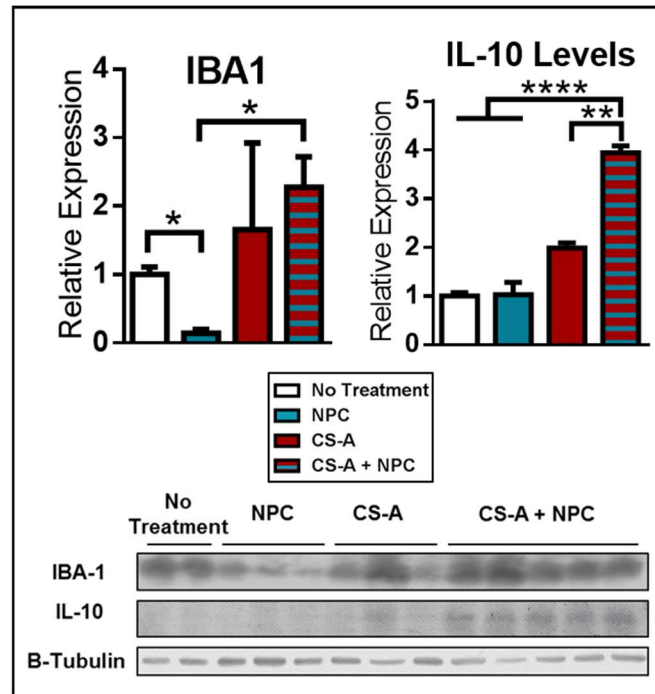 IBA1
Relative Expression
4
3
2
1
0
*
*
IL-10 Levels
Relative Expression
5
4
3
2
1
0
****
**
No Treatment
NPC
CS-A
CS-A + NPC
No
Treatment
NPC
CS-A
CS-A + NPC
IBA-1
IL-10
B-Tubulin